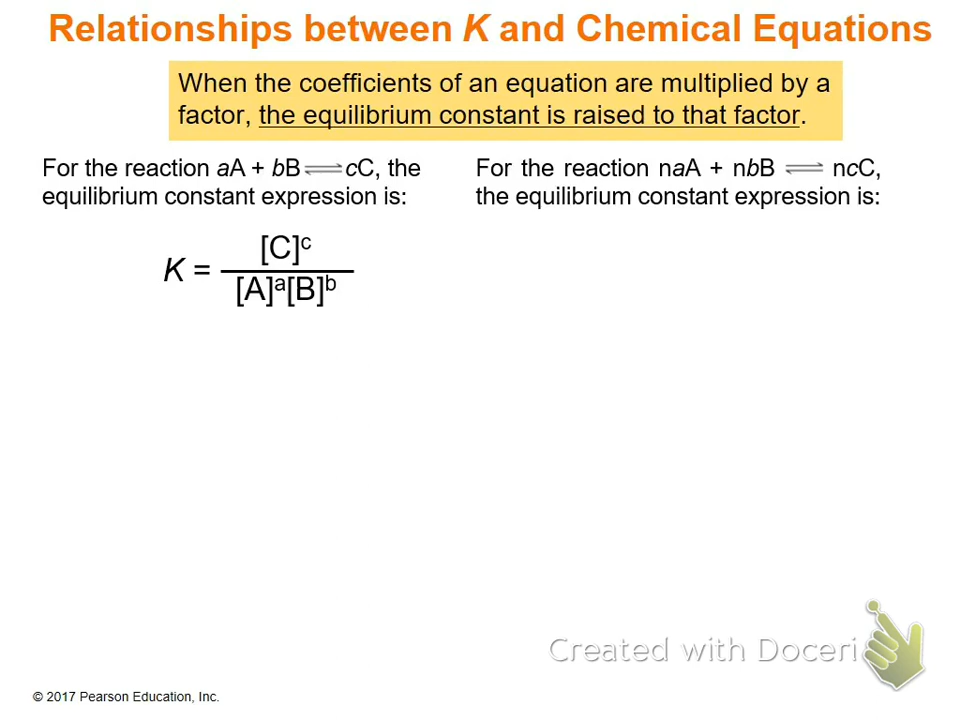 Relationships between K and Chemical Equations
When the coefficients of an equation are multiplied by a
factor, the equilibrium constant is raised to that factor.
For the reaction aA + bB ⇌ cC, the
equilibrium constant expression is:
K = [C]ᶜ / [A]ᵃ[B]ᵇ
For the reaction naA + nbB ⇌ ncC,
the equilibrium constant expression is:
Created with Doceri
© 2017 Pearson Education, Inc.